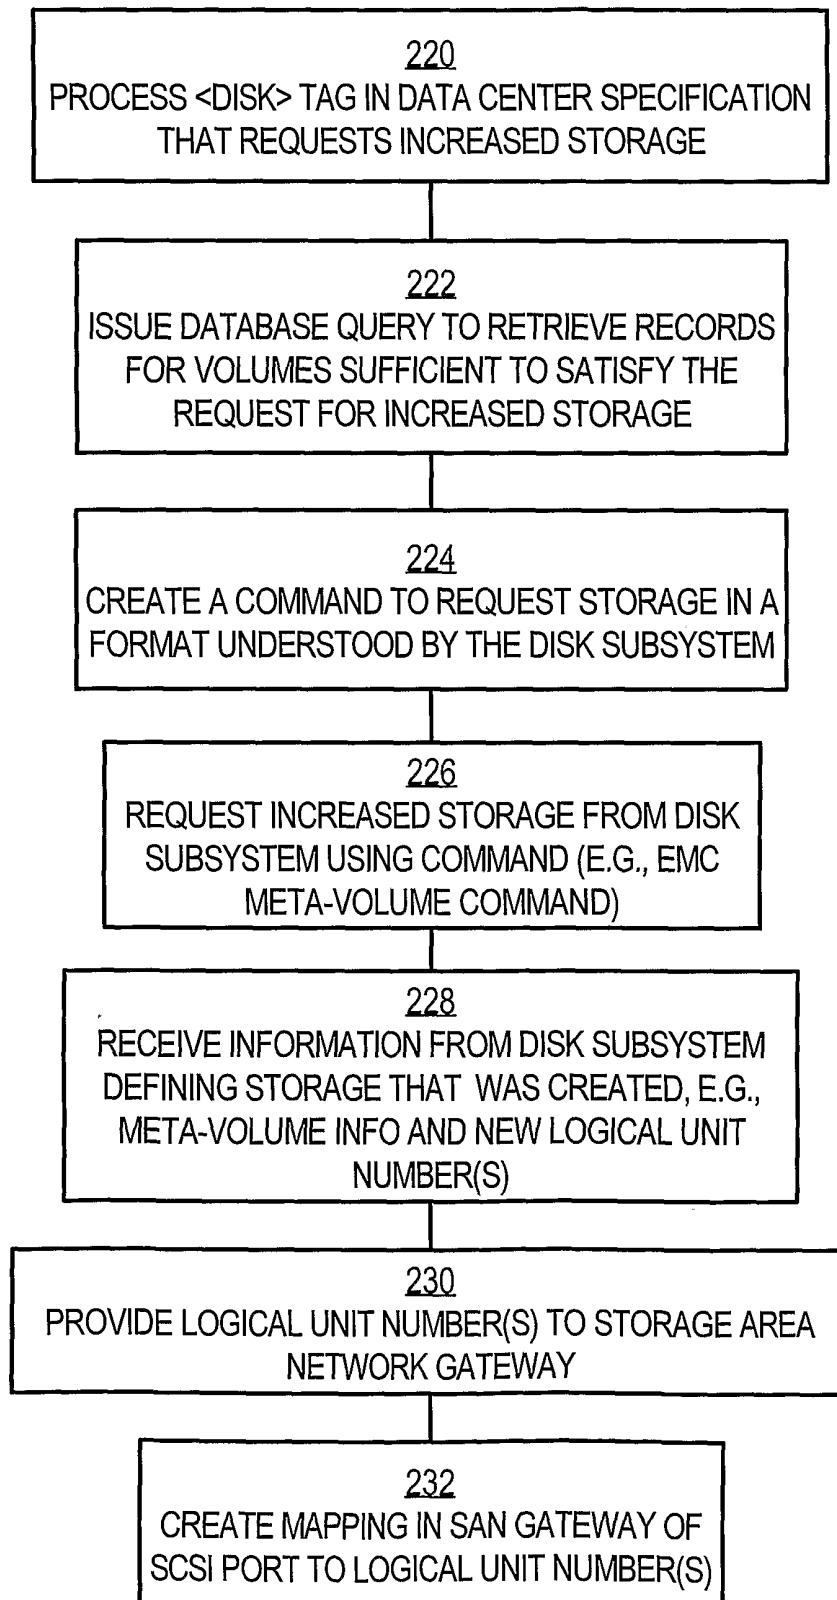 220
PROCESS <DISK> TAG IN DATA CENTER SPECIFICATION
THAT REQUESTS INCREASED STORAGE
222
ISSUE DATABASE QUERY TO RETRIEVE RECORDS
FOR VOLUMES SUFFICIENT TO SATISFY THE
REQUEST FOR INCREASED STORAGE
224
CREATE A COMMAND TO REQUEST STORAGE IN A
FORMAT UNDERSTOOD BY THE DISK SUBSYSTEM
226
REQUEST INCREASED STORAGE FROM DISK
SUBSYSTEM USING COMMAND (E.G., EMC
META-VOLUME COMMAND)
228
RECEIVE INFORMATION FROM DISK SUBSYSTEM
DEFINING STORAGE THAT WAS CREATED, E.G.,
META-VOLUME INFO AND NEW LOGICAL UNIT
NUMBER(S)
230
PROVIDE LOGICAL UNIT NUMBER(S) TO STORAGE AREA
NETWORK GATEWAY
232
CREATE MAPPING IN SAN GATEWAY OF
SCSI PORT TO LOGICAL UNIT NUMBER(S)